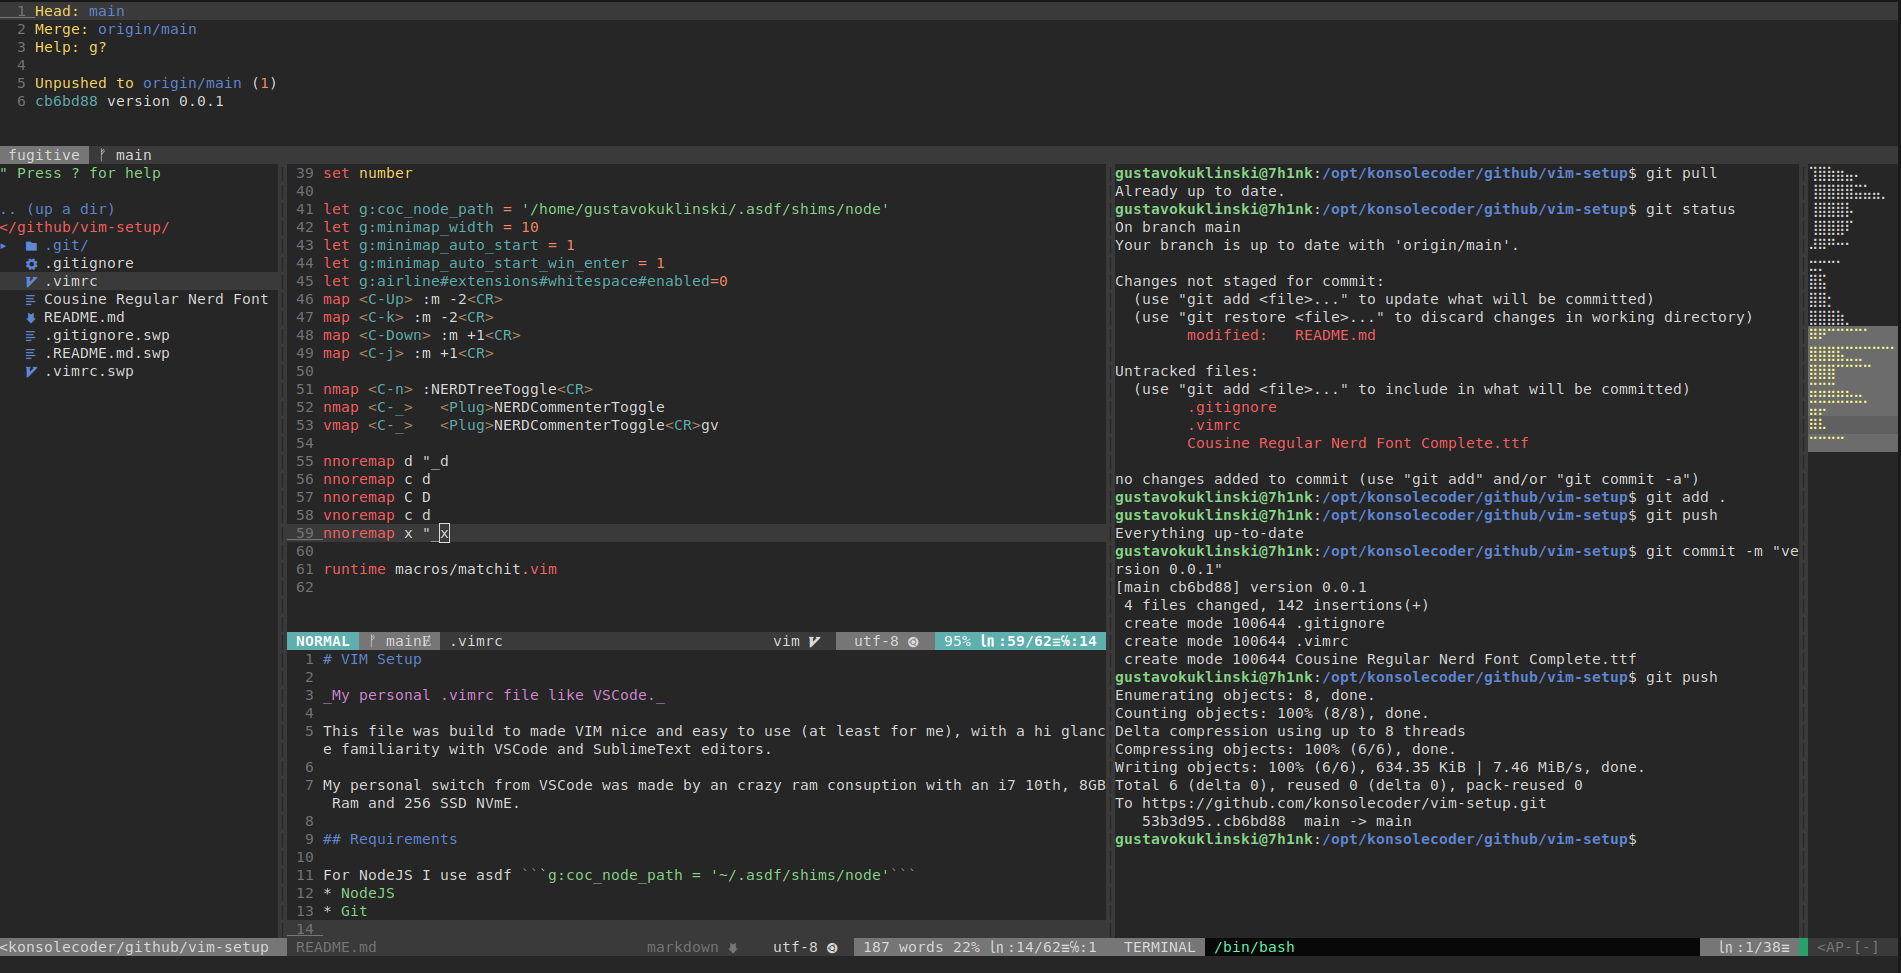 1 Head: main
2 Merge: origin/main
3 Help: g?
4
5 Unpushed to origin/main (1)
6 cb6bd88 version 0.0.1
fugitive main
" Press ? for help
.. (up a dir)
</github/vim-setup/
▸ .git/
.gitignore
.vimrc
Cousine Regular Nerd Font
README.md
.gitignore.swp
.README.md.swp
.vimrc.swp
39 set number
40
41 let g:coc_node_path = '/home/gustavokuklinski/.asdf/shims/node'
42 let g:minimap_width = 10
43 let g:minimap_auto_start = 1
44 let g:minimap_auto_start_win_enter = 1
45 let g:airline#extensions#whitespace#enabled=0
46 map <C-Up> :m -2<CR>
47 map <C-k> :m -2<CR>
48 map <C-Down> :m +1<CR>
49 map <C-j> :m +1<CR>
50
51 nmap <C-n> :NERDTreeToggle<CR>
52 nmap <C-_>   <Plug>NERDCommenterToggle
53 vmap <C-_>   <Plug>NERDCommenterToggle<CR>gv
54
55 nnoremap d "_d
56 nnoremap c d
57 nnoremap C D
58 vnoremap c d
59 nnoremap x "_x
60
61 runtime macros/matchit.vim
62
NORMAL main .vimrc vim utf-8 95% ㏑:59/62≡℅:14
1 # VIM Setup
2
3 _My personal .vimrc file like VSCode._
4
5 This file was build to made VIM nice and easy to use (at least for me), with a hi glanc
e familiarity with VSCode and SublimeText editors.
6
7 My personal switch from VSCode was made by an crazy ram consuption with an i7 10th, 8GB
Ram and 256 SSD NVmE.
8
9 ## Requirements
10
11 For NodeJS I use asdf ```g:coc_node_path = '~/.asdf/shims/node'```
12 * NodeJS
13 * Git
14
gustavokuklinski@7h1nk:/opt/konsolecoder/github/vim-setup$ git pull
Already up to date.
gustavokuklinski@7h1nk:/opt/konsolecoder/github/vim-setup$ git status
On branch main
Your branch is up to date with 'origin/main'.
Changes not staged for commit:
(use "git add <file>..." to update what will be committed)
(use "git restore <file>..." to discard changes in working directory)
modified:   README.md
Untracked files:
(use "git add <file>..." to include in what will be committed)
.gitignore
.vimrc
Cousine Regular Nerd Font Complete.ttf
no changes added to commit (use "git add" and/or "git commit -a")
gustavokuklinski@7h1nk:/opt/konsolecoder/github/vim-setup$ git add .
gustavokuklinski@7h1nk:/opt/konsolecoder/github/vim-setup$ git push
Everything up-to-date
gustavokuklinski@7h1nk:/opt/konsolecoder/github/vim-setup$ git commit -m "ve
rsion 0.0.1"
[main cb6bd88] version 0.0.1
4 files changed, 142 insertions(+)
create mode 100644 .gitignore
create mode 100644 .vimrc
create mode 100644 Cousine Regular Nerd Font Complete.ttf
gustavokuklinski@7h1nk:/opt/konsolecoder/github/vim-setup$ git push
Enumerating objects: 8, done.
Counting objects: 100% (8/8), done.
Delta compression using up to 8 threads
Compressing objects: 100% (6/6), done.
Writing objects: 100% (6/6), 634.35 KiB | 7.46 MiB/s, done.
Total 6 (delta 0), reused 0 (delta 0), pack-reused 0
To https://github.com/konsolecoder/vim-setup.git
53b3d95..cb6bd88  main -> main
gustavokuklinski@7h1nk:/opt/konsolecoder/github/vim-setup$
<konsolecoder/github/vim-setup README.md markdown utf-8 187 words 22% ㏑:14/62≡℅:1 TERMINAL /bin/bash ㏑:1/38≡ <AP-[-]